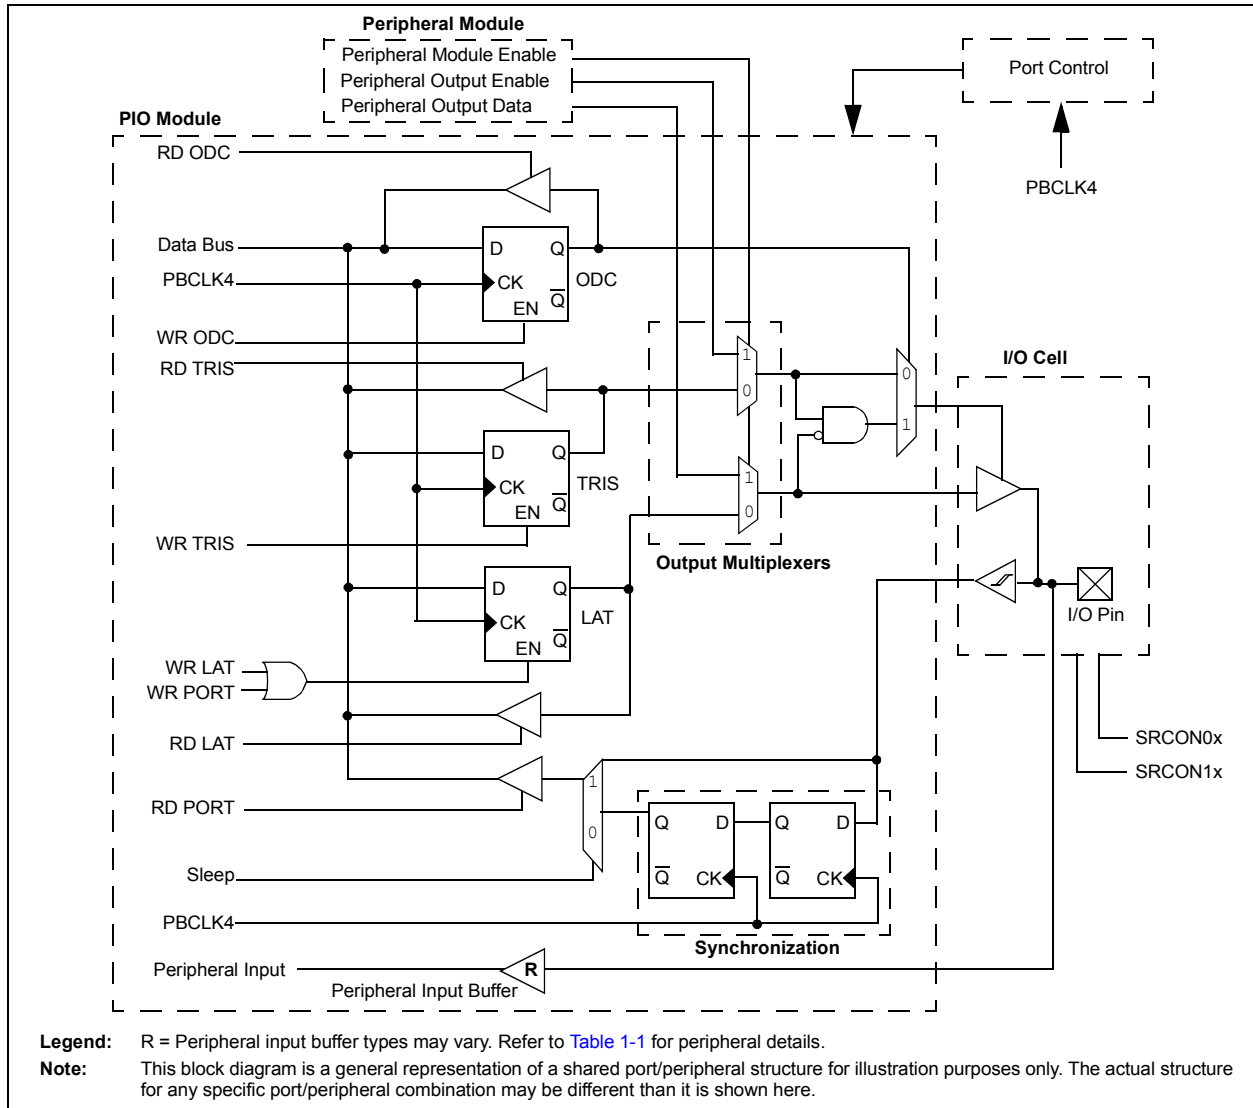 Peripheral Module
Peripheral Module Enable
Peripheral Output Enable
Peripheral Output Data
Port Control
PBCLK4
PIO Module
RD ODC
Data Bus
PBCLK4
WR ODC
D
Q
CK
EN
Q
ODC
RD TRIS
D
Q
CK
EN
Q
TRIS
WR TRIS
1
0
1
0
Output Multiplexers
0
1
I/O Cell
I/O Pin
D
Q
CK
EN
Q
LAT
WR LAT
WR PORT
RD LAT
RD PORT
1
0
Sleep
PBCLK4
Q
D
Q
CK
Q
D
Q
CK
Synchronization
SRCON0x
SRCON1x
Peripheral Input
R
Peripheral Input Buffer
Legend: R = Peripheral input buffer types may vary. Refer to Table 1-1 for peripheral details.
Note: This block diagram is a general representation of a shared port/peripheral structure for illustration purposes only. The actual structure
for any specific port/peripheral combination may be different than it is shown here.